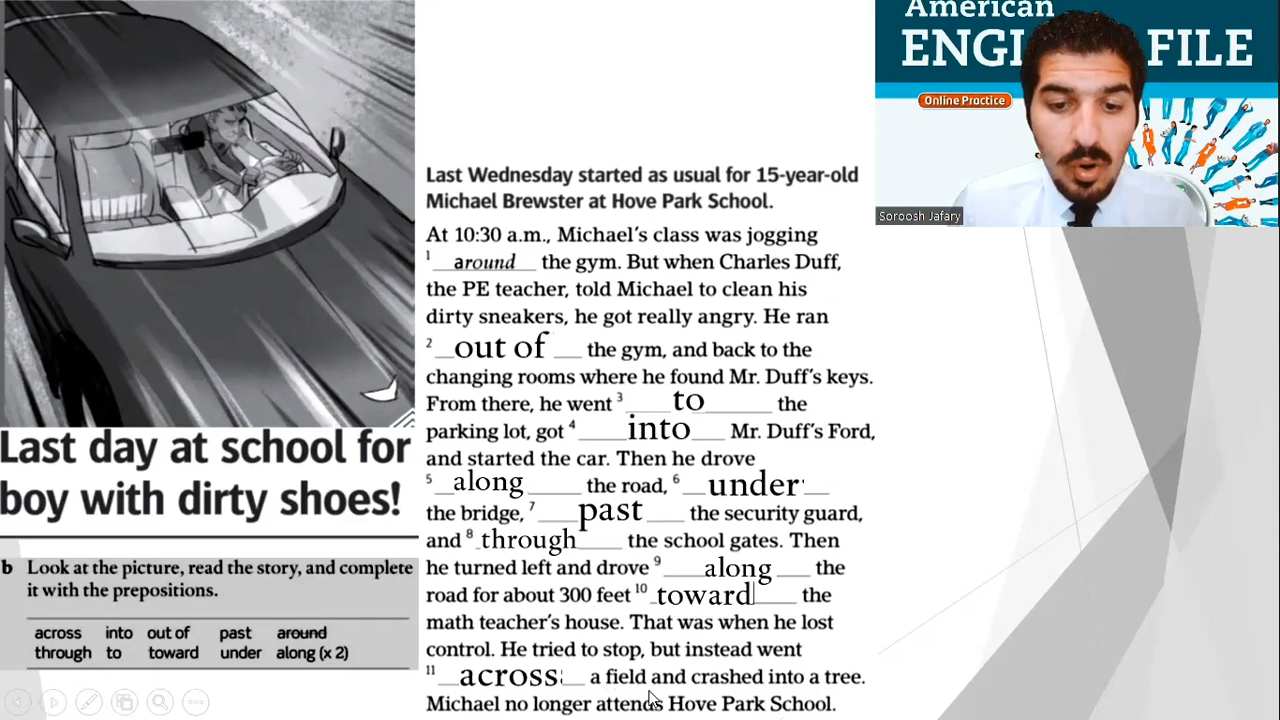 Last day at school for
boy with dirty shoes!
b Look at the picture, read the story, and complete
it with the prepositions.
across into out of past around
through to toward under along (x 2)
Last Wednesday started as usual for 15-year-old
Michael Brewster at Hove Park School.
At 10:30 a.m., Michael's class was jogging
1 around the gym. But when Charles Duff,
the PE teacher, told Michael to clean his
dirty sneakers, he got really angry. He ran
2 out of the gym, and back to the
changing rooms where he found Mr. Duff's keys.
From there, he went 3 to the
parking lot, got 4 into Mr. Duff's Ford,
and started the car. Then he drove
5 along the road, 6 under
the bridge, 7 past the security guard,
and 8 through the school gates. Then
he turned left and drove 9 along the
road for about 300 feet 10 toward the
math teacher's house. That was when he lost
control. He tried to stop, but instead went
11 across a field and crashed into a tree.
Michael no longer attends Hove Park School.
American
ENGL FILE
Online Practice
Soroosh Jafary